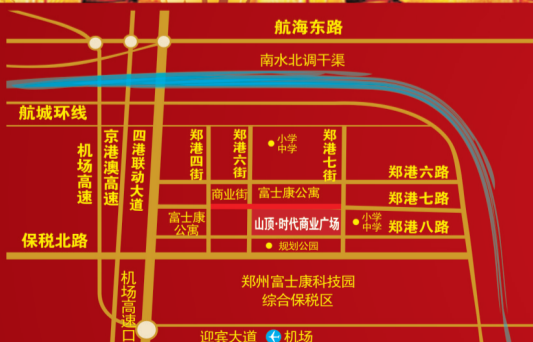 航海东路
南水北调干渠
航城环线
机场高速
京港澳高速
四港联动大道
郑港四街
郑港六街
小学
中学
郑港七街
郑港六路
商业街
富士康公寓
郑港七路
富士康
公寓
山顶·时代商业广场
小学
中学
郑港八路
保税北路
规划公园
机场高速口
郑州富士康科技园
综合保税区
迎宾大道
机场